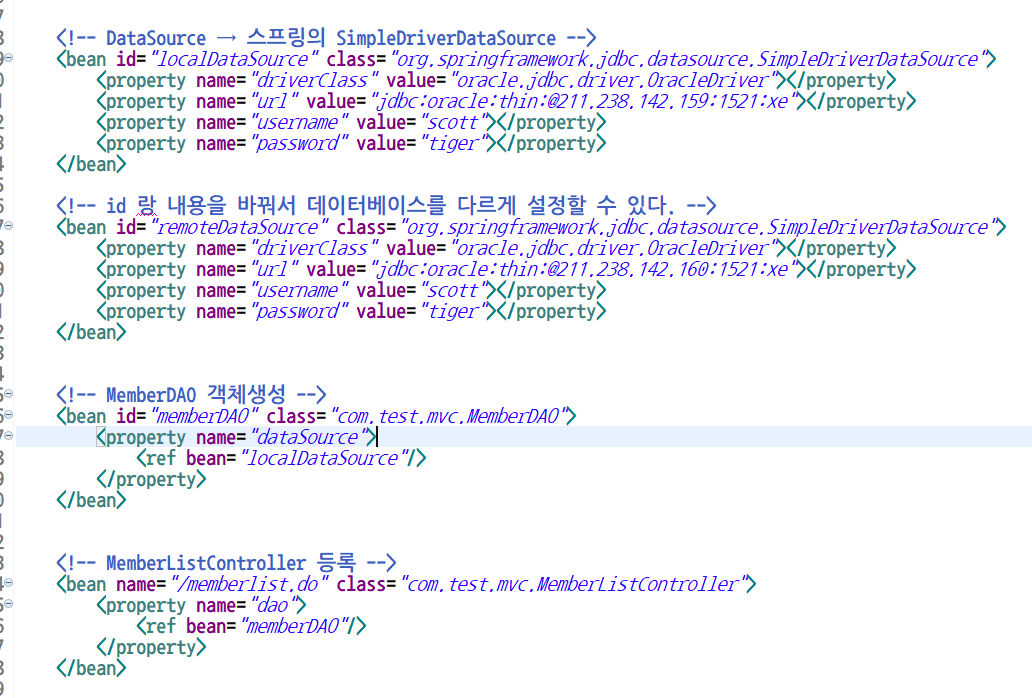 <!-- DataSource → 스프링의 SimpleDriverDataSource -->
<bean id="localDataSource" class="org.springframework.jdbc.datasource.SimpleDriverDataSource">
<property name="driverClass" value="oracle.jdbc.driver.OracleDriver"></property>
<property name="url" value="jdbc:oracle:thin:@211.238.142.159:1521:xe"></property>
<property name="username" value="scott"></property>
<property name="password" value="tiger"></property>
</bean>
<!-- id 랑 내용을 바꿔서 데이터베이스를 다르게 설정할 수 있다. -->
<bean id="remoteDataSource" class="org.springframework.jdbc.datasource.SimpleDriverDataSource">
<property name="driverClass" value="oracle.jdbc.driver.OracleDriver"></property>
<property name="url" value="jdbc:oracle:thin:@211.238.142.160:1521:xe"></property>
<property name="username" value="scott"></property>
<property name="password" value="tiger"></property>
</bean>
<!-- MemberDAO 객체생성 -->
<bean id="memberDAO" class="com.test.mvc.MemberDAO">
<property name="dataSource">
<ref bean="localDataSource"/>
</property>
</bean>
<!-- MemberListController 등록 -->
<bean name="/memberlist.do" class="com.test.mvc.MemberListController">
<property name="dao">
<ref bean="memberDAO"/>
</property>
</bean>